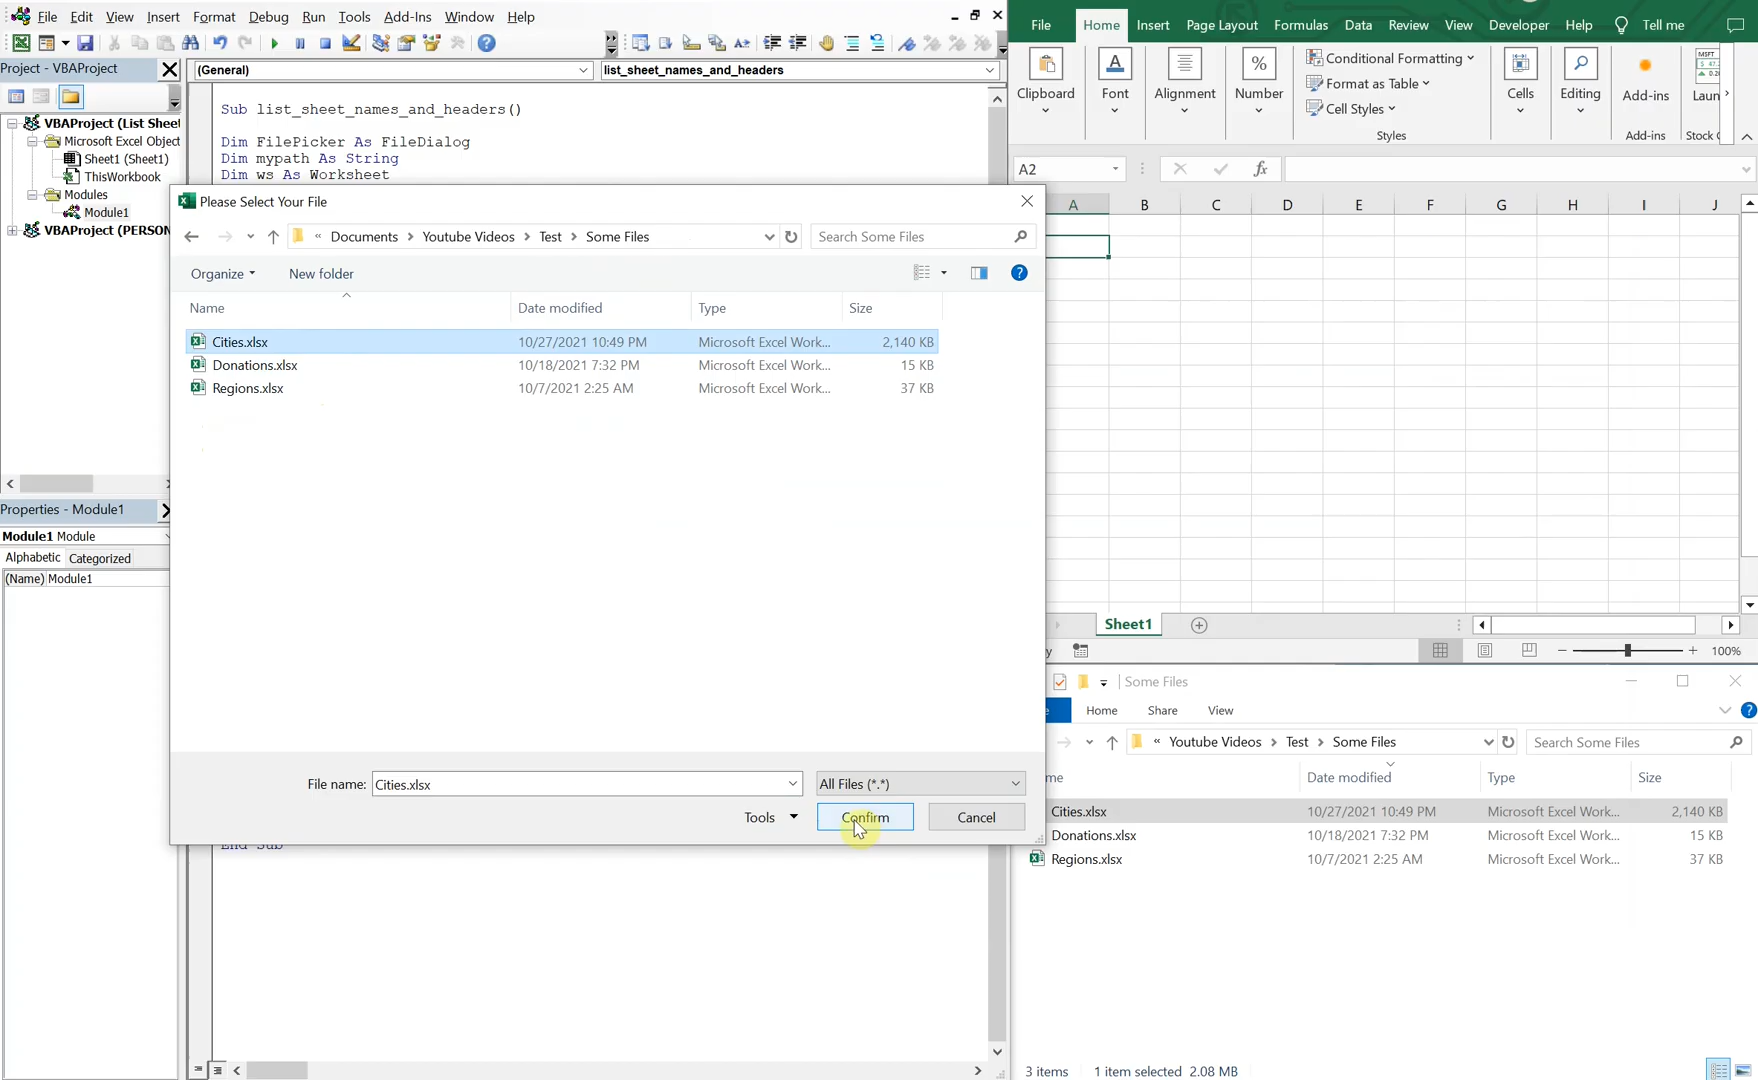 File Edit View Insert Format Debug Run Tools Add-Ins Window Help
Project - VBAProject
VBAProject (List Sheet
Microsoft Excel Object
Sheet1 (Sheet1)
ThisWorkbook
Modules
Module1
VBAProject (PERSON
Properties - Module1
Module1 Module
Alphabetic Categorized
(Name) Module1
(General)
list_sheet_names_and_headers
Sub list_sheet_names_and_headers()
Dim FilePicker As FileDialog
Dim mypath As String
Dim ws As Worksheet
End Sub
Please Select Your File
« Documents > Youtube Videos > Test > Some Files
Search Some Files
Organize New folder
Name Date modified Type Size
Cities.xlsx 10/27/2021 10:49 PM Microsoft Excel Work... 2,140 KB
Donations.xlsx 10/18/2021 7:32 PM Microsoft Excel Work... 15 KB
Regions.xlsx 10/7/2021 2:25 AM Microsoft Excel Work... 37 KB
File name: Cities.xlsx All Files (*.*)
Tools Confirm Cancel
File Home Insert Page Layout Formulas Data Review View Developer Help Tell me
Clipboard
Font
Alignment
Number
Conditional Formatting
Format as Table
Cell Styles
Styles
Cells
Editing
Add-ins
Add-ins
MSFT
Laun
Stock
A2
fx
A B C D E F G H I J
Sheet1
100%
Some Files
Home Share View
« Youtube Videos > Test > Some Files
Search Some Files
me Date modified Type Size
Cities.xlsx 10/27/2021 10:49 PM Microsoft Excel Work... 2,140 KB
Donations.xlsx 10/18/2021 7:32 PM Microsoft Excel Work... 15 KB
Regions.xlsx 10/7/2021 2:25 AM Microsoft Excel Work... 37 KB
3 items 1 item selected 2.08 MB